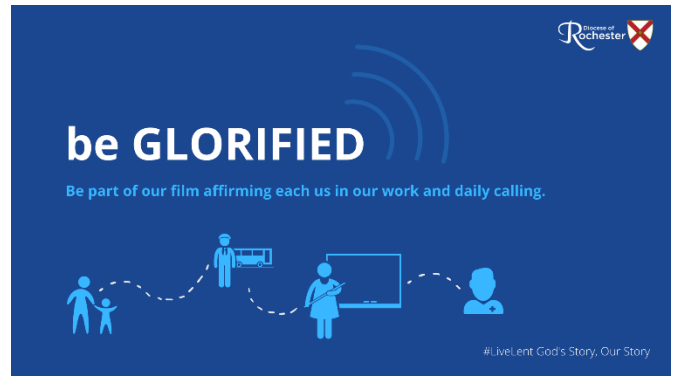 Diocese of
Rochester
be GLORIFIED
Be part of our film affirming each us in our work and daily calling.
#LiveLent God's Story, Our Story